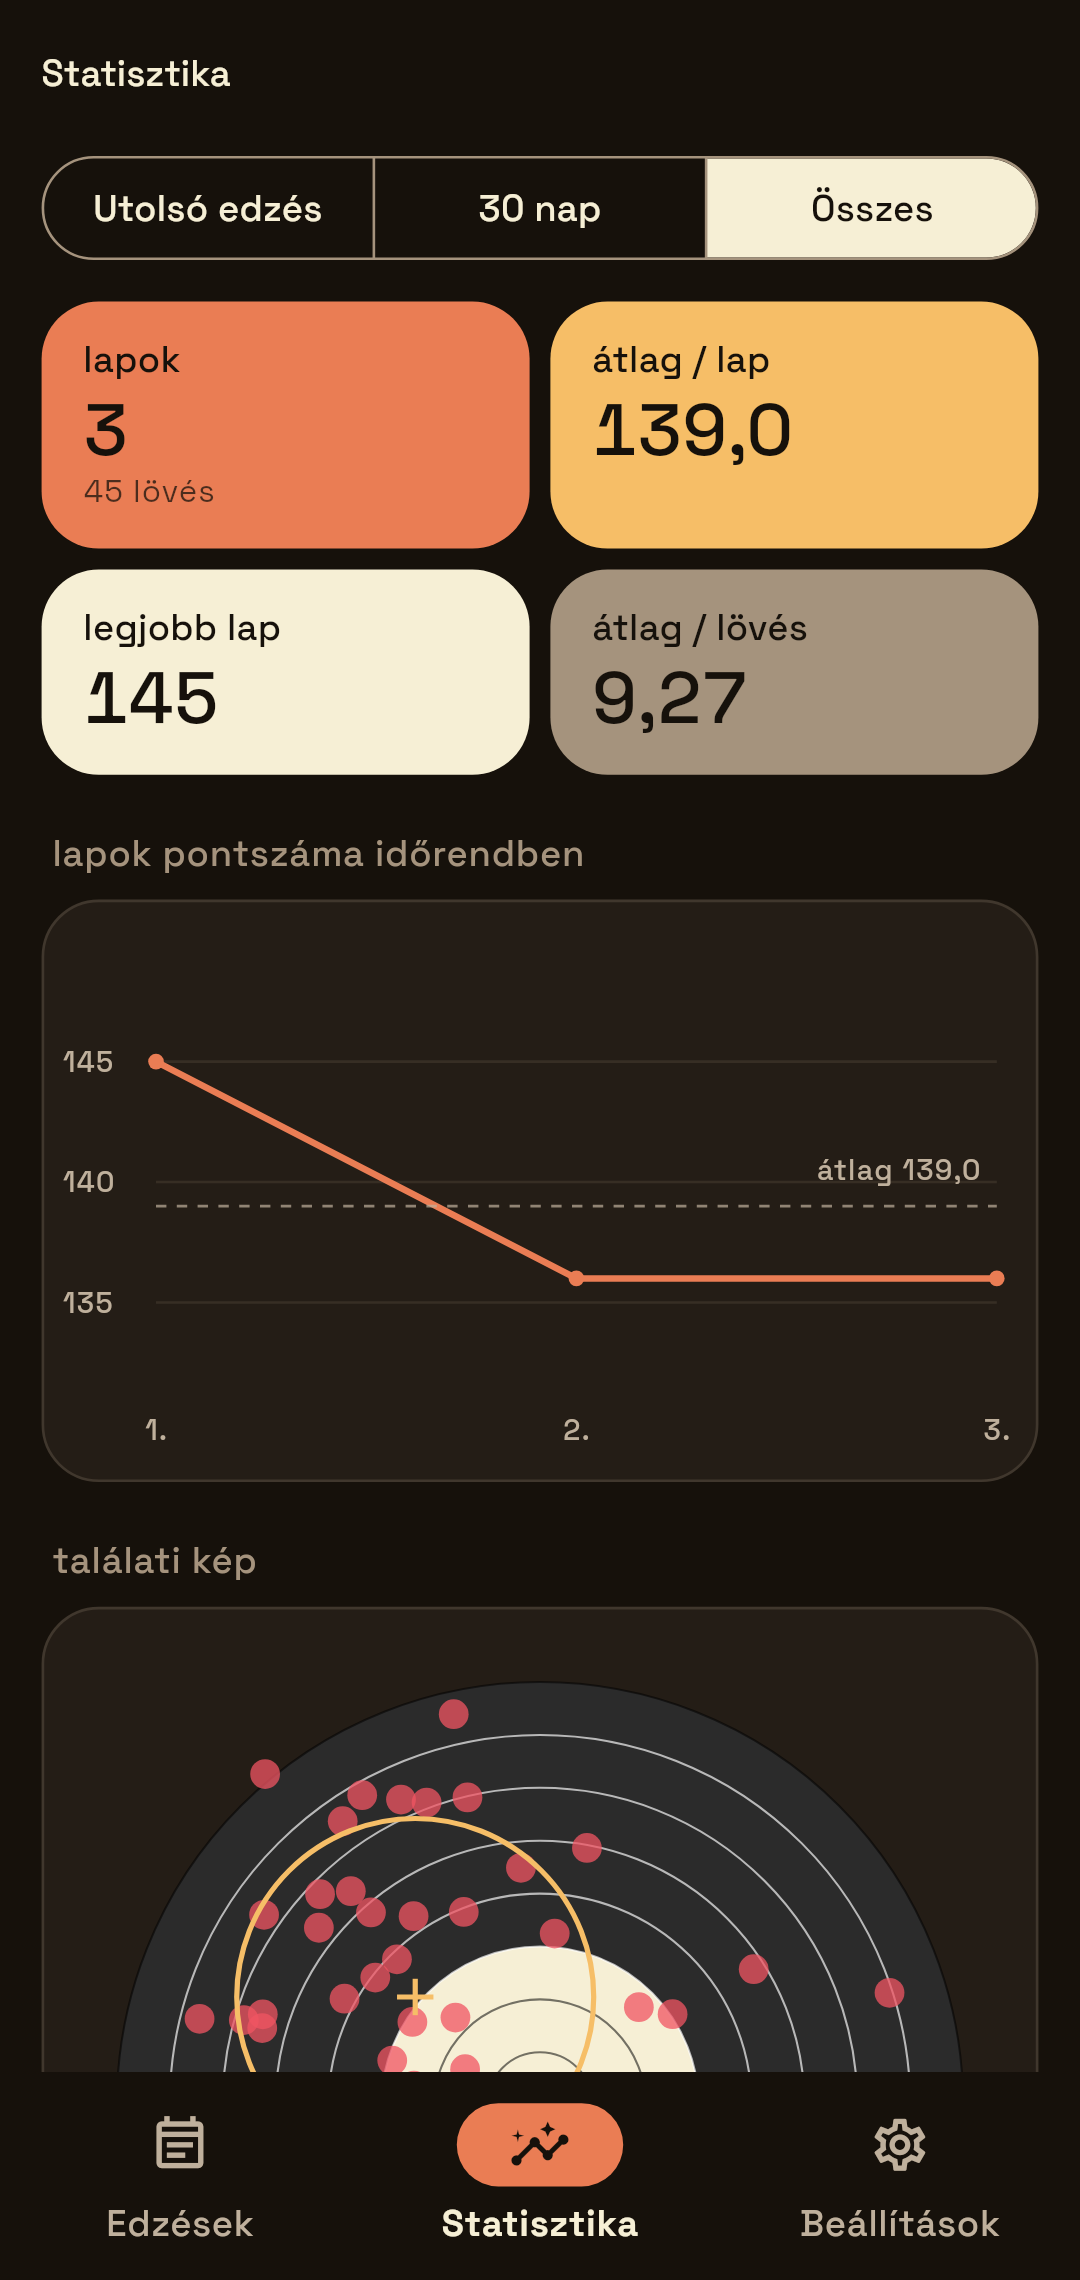 Statisztika
Utolsó edzés
30 nap
Összes
lapok
3
45 lövés
átlag / lap
139,0
legjobb lap
145
átlag / lövés
9,27
lapok pontszáma időrendben
145
140
átlag 139,0
135
1.
2.
3.
találati kép
Edzések
Statisztika
Beállítások